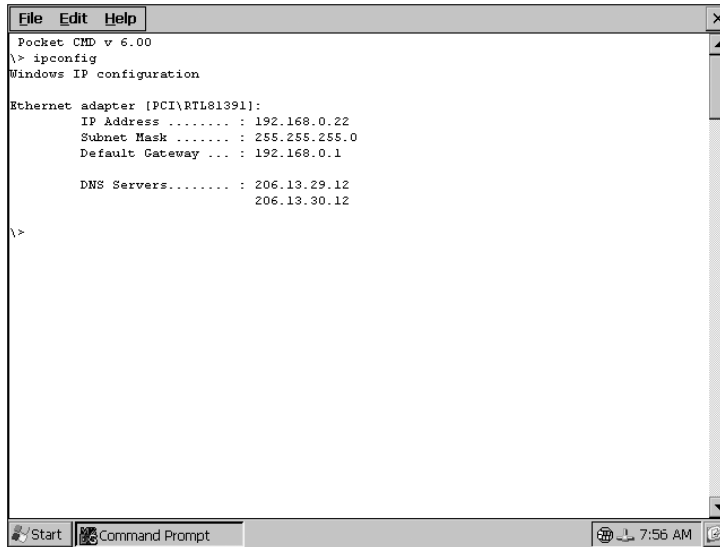 File Edit Help
Pocket CMD v 6.00
\> ipconfig
Windows IP configuration
Ethernet adapter [PCI\RTL81391]:
IP Address ........ : 192.168.0.22
Subnet Mask ....... : 255.255.255.0
Default Gateway ... : 192.168.0.1
DNS Servers........ : 206.13.29.12
206.13.30.12
\>
Start Command Prompt 7:56 AM